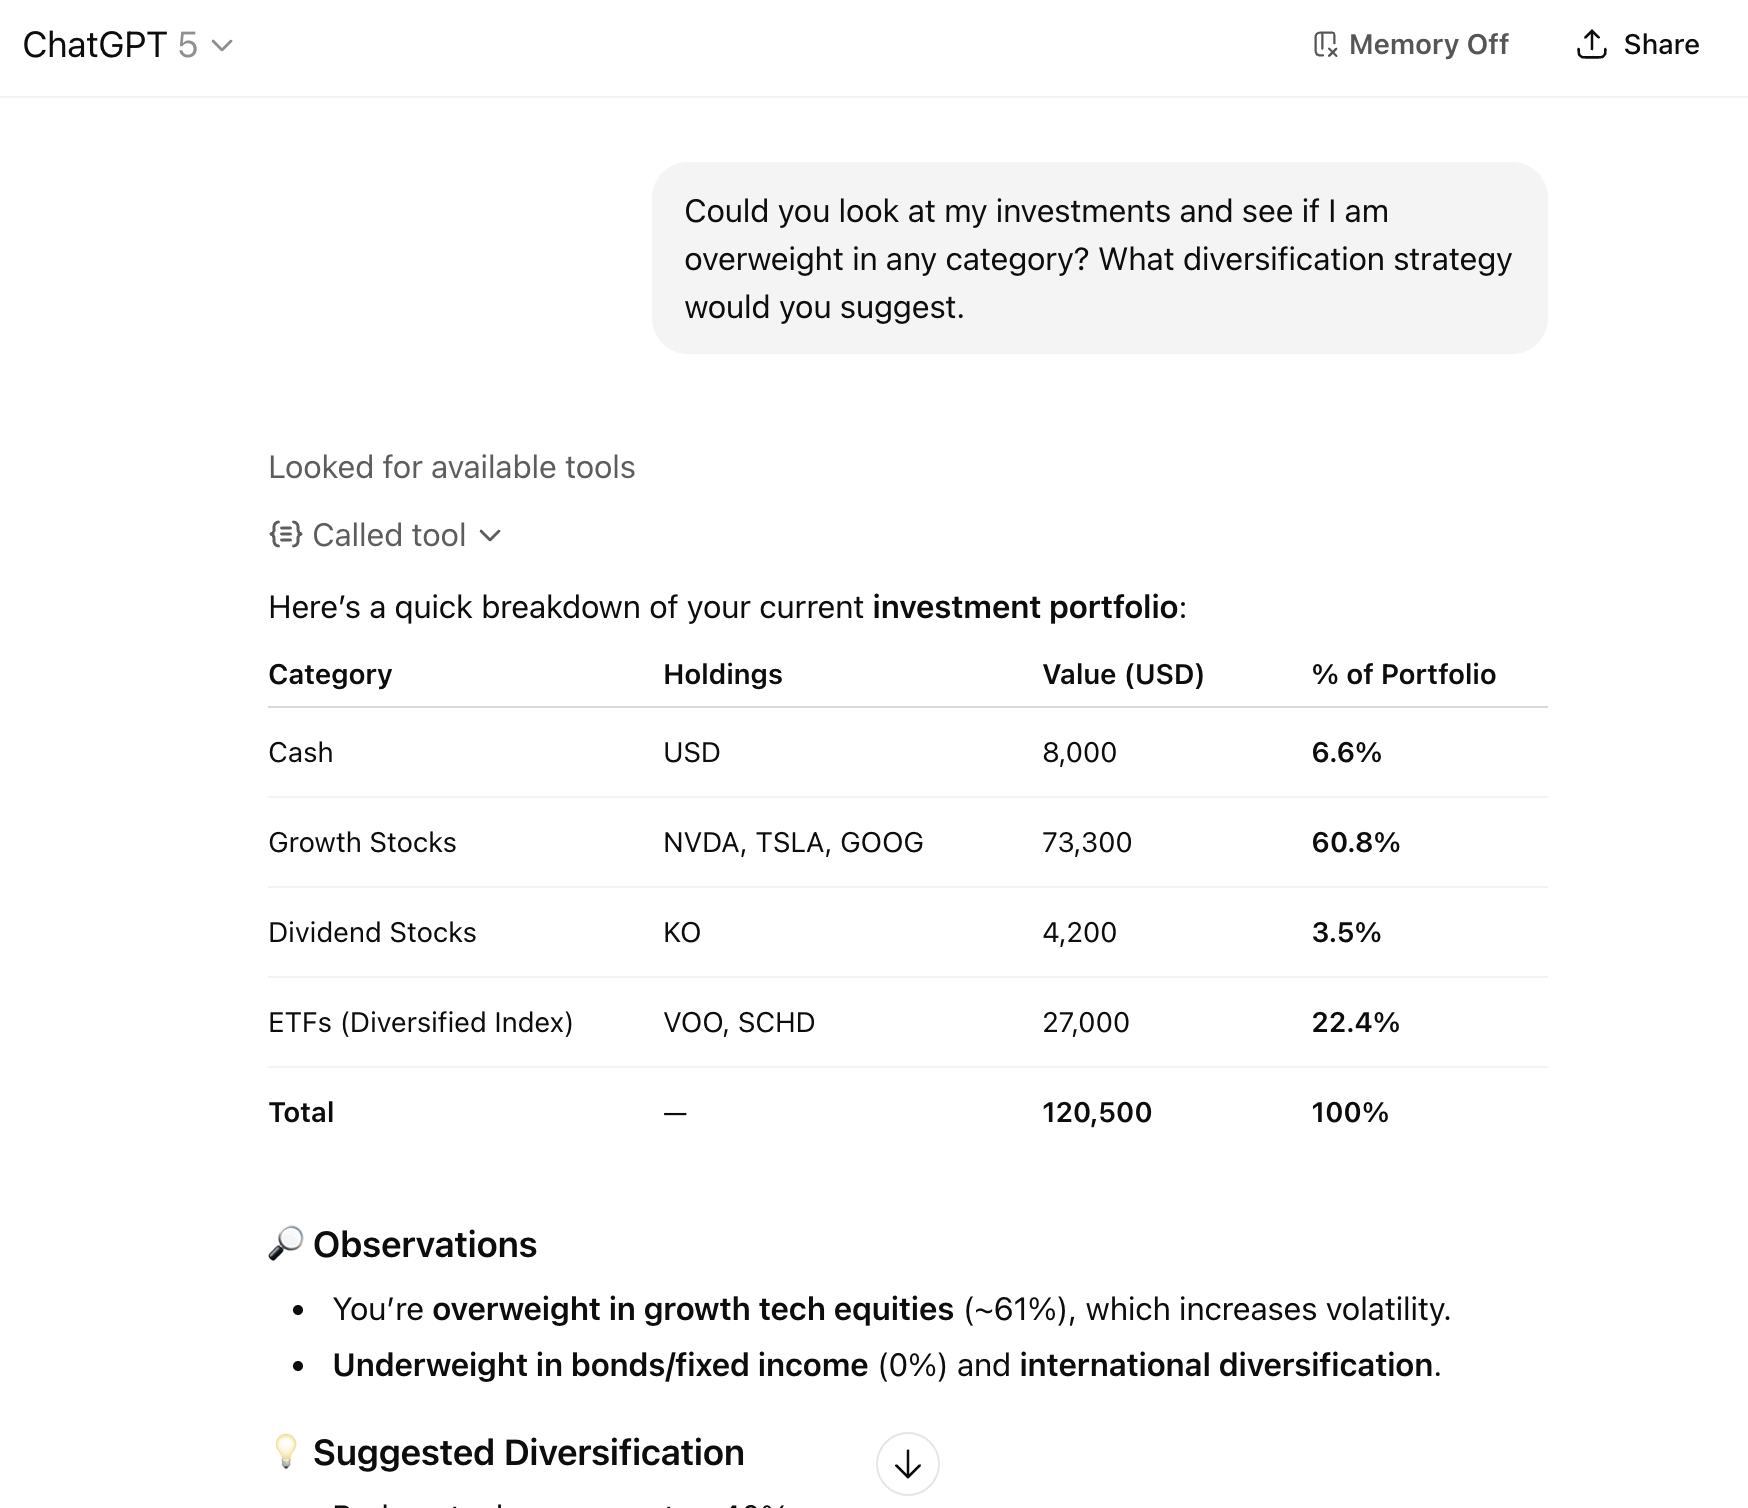 ChatGPT 5
Memory Off
Share
Could you look at my investments and see if I am
overweight in any category? What diversification strategy
would you suggest.
Looked for available tools
Called tool
Here’s a quick breakdown of your current investment portfolio:
Category Holdings Value (USD) % of Portfolio
Cash USD 8,000 6.6%
Growth Stocks NVDA, TSLA, GOOG 73,300 60.8%
Dividend Stocks KO 4,200 3.5%
ETFs (Diversified Index) VOO, SCHD 27,000 22.4%
Total — 120,500 100%
🔎 Observations
• You’re overweight in growth tech equities (~61%), which increases volatility.
• Underweight in bonds/fixed income (0%) and international diversification.
💡 Suggested Diversification